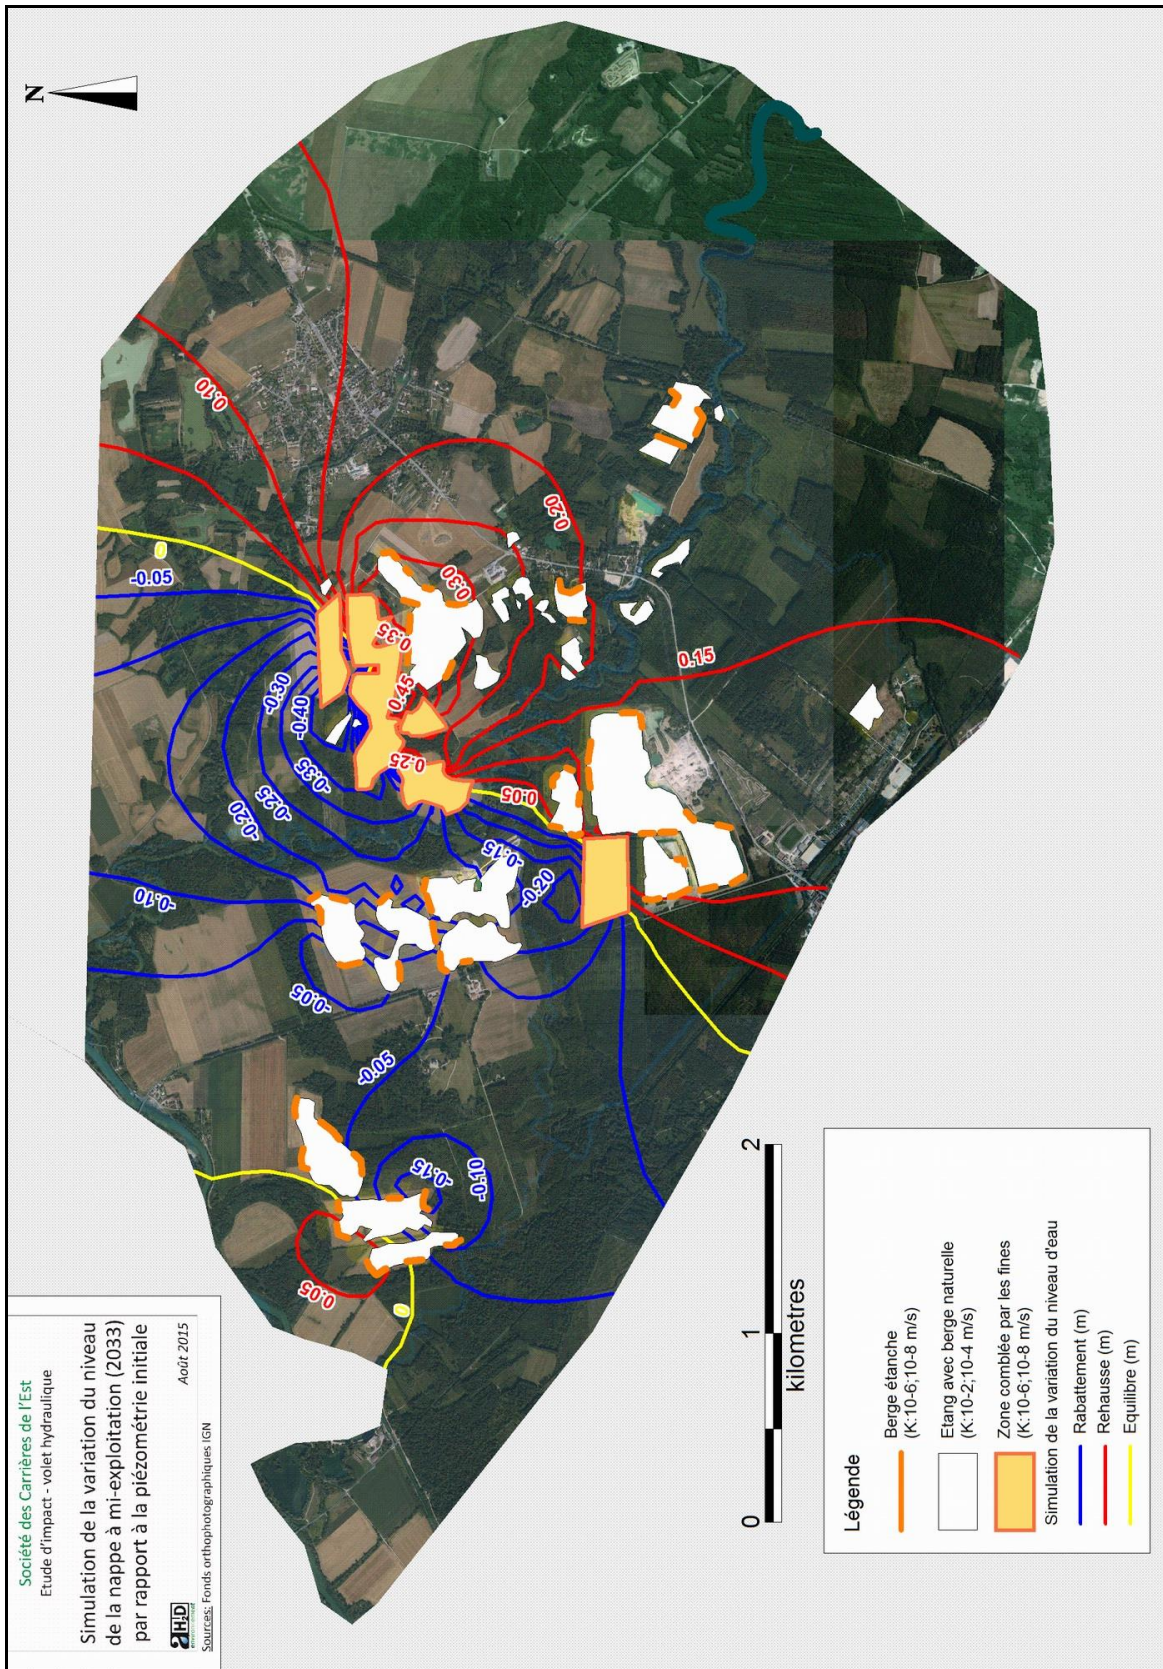 Société des Carrières de l'Est
Etude d'impact - volet hydraulique
Simulation de la variation du niveau
de la nappe à mi-exploitation (2033)
par rapport à la piézométrie initiale
Août 2015
aH2D
Sources: Fonds orthophotographiques IGN
N
0.10
0
-0.05
0.20
0.30
0.35
0.45
0.25
-0.30
-0.40
-0.35
-0.25
-0.20
-0.10
0.15
0.05
-0.15
-0.20
-0.05
-0.05
-0.15
-0.10
0.05
0
0
1
2
kilometres
Légende
Berge étanche
(K:10-6;10-8 m/s)
Etang avec berge naturelle
(K:10-2;10-4 m/s)
Zone comblée par les fines
(K:10-6;10-8 m/s)
Simulation de la variation du niveau d'eau
Rabattement (m)
Rehausse (m)
Equilibre (m)